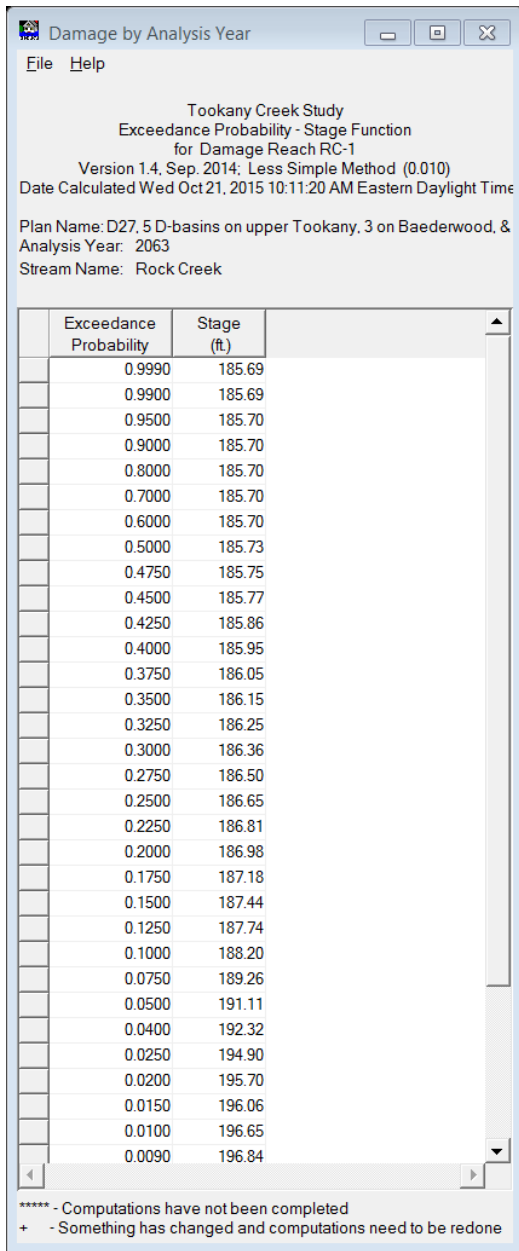 Damage by Analysis Year
File Help
Tookany Creek Study
Exceedance Probability - Stage Function
for Damage Reach RC-1
Version 1.4, Sep. 2014; Less Simple Method (0.010)
Date Calculated Wed Oct 21, 2015 10:11:20 AM Eastern Daylight Time
Plan Name: D27, 5 D-basins on upper Tookany, 3 on Baederwood, &
Analysis Year: 2063
Stream Name: Rock Creek
Exceedance Stage
Probability (ft.)
0.9990 185.69
0.9900 185.69
0.9500 185.70
0.9000 185.70
0.8000 185.70
0.7000 185.70
0.6000 185.70
0.5000 185.73
0.4750 185.75
0.4500 185.77
0.4250 185.86
0.4000 185.95
0.3750 186.05
0.3500 186.15
0.3250 186.25
0.3000 186.36
0.2750 186.50
0.2500 186.65
0.2250 186.81
0.2000 186.98
0.1750 187.18
0.1500 187.44
0.1250 187.74
0.1000 188.20
0.0750 189.26
0.0500 191.11
0.0400 192.32
0.0250 194.90
0.0200 195.70
0.0150 196.06
0.0100 196.65
0.0090 196.84
***** - Computations have not been completed
+ - Something has changed and computations need to be redone